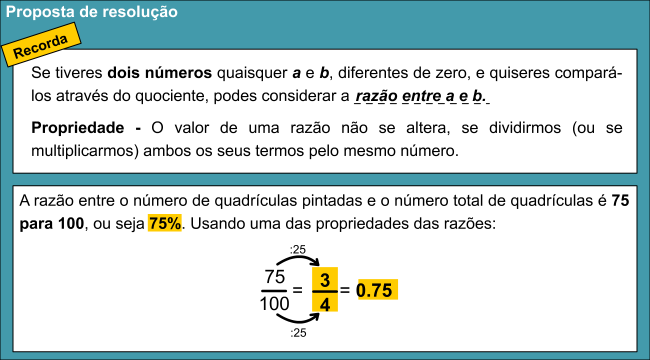 Proposta de resolução
Recorda
Se tiveres dois números quaisquer a e b, diferentes de zero, e quiseres compará-
los através do quociente, podes considerar a razão entre a e b.
Propriedade - O valor de uma razão não se altera, se dividirmos (ou se
multiplicarmos) ambos os seus termos pelo mesmo número.
A razão entre o número de quadrículas pintadas e o número total de quadrículas é 75
para 100, ou seja 75%. Usando uma das propriedades das razões:
:25
75/100 = 3/4 = 0.75
:25